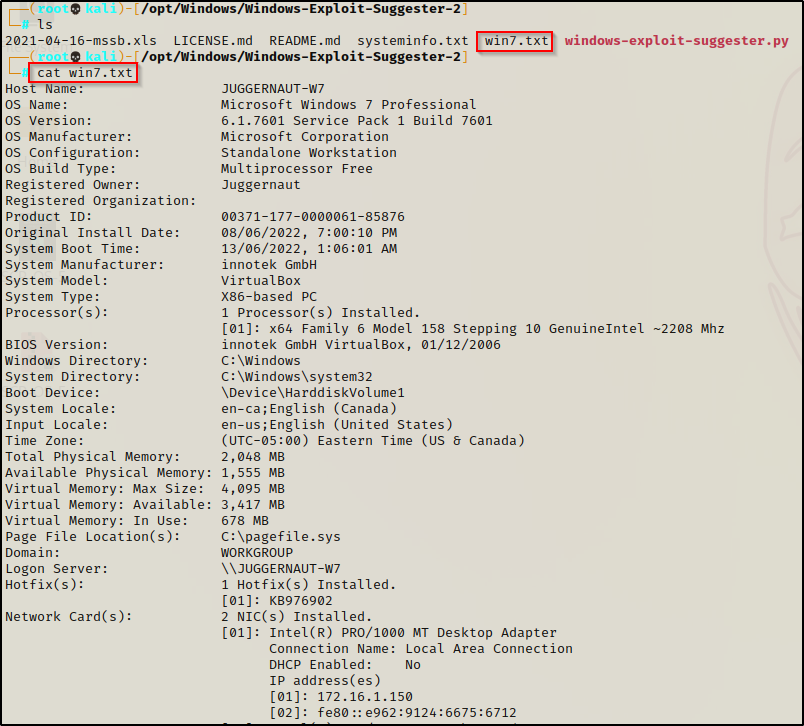 ┌──(root💀kali)-[/opt/Windows/Windows-Exploit-Suggester-2]
└─# ls
2021-04-16-mssb.xls  LICENSE.md  README.md  systeminfo.txt  win7.txt  windows-exploit-suggester.py
┌──(root💀kali)-[/opt/Windows/Windows-Exploit-Suggester-2]
└─# cat win7.txt
Host Name:                 JUGGERNAUT-W7
OS Name:                   Microsoft Windows 7 Professional
OS Version:                6.1.7601 Service Pack 1 Build 7601
OS Manufacturer:           Microsoft Corporation
OS Configuration:          Standalone Workstation
OS Build Type:             Multiprocessor Free
Registered Owner:          Juggernaut
Registered Organization:
Product ID:                00371-177-0000061-85876
Original Install Date:     08/06/2022, 7:00:10 PM
System Boot Time:          13/06/2022, 1:06:01 AM
System Manufacturer:       innotek GmbH
System Model:              VirtualBox
System Type:               X86-based PC
Processor(s):              1 Processor(s) Installed.
                           [01]: x64 Family 6 Model 158 Stepping 10 GenuineIntel ~2208 Mhz
BIOS Version:              innotek GmbH VirtualBox, 01/12/2006
Windows Directory:         C:\Windows
System Directory:          C:\Windows\system32
Boot Device:               \Device\HarddiskVolume1
System Locale:             en-ca;English (Canada)
Input Locale:              en-us;English (United States)
Time Zone:                 (UTC-05:00) Eastern Time (US & Canada)
Total Physical Memory:     2,048 MB
Available Physical Memory: 1,555 MB
Virtual Memory: Max Size:  4,095 MB
Virtual Memory: Available: 3,417 MB
Virtual Memory: In Use:    678 MB
Page File Location(s):     C:\pagefile.sys
Domain:                    WORKGROUP
Logon Server:              \\JUGGERNAUT-W7
Hotfix(s):                 1 Hotfix(s) Installed.
                           [01]: KB976902
Network Card(s):           2 NIC(s) Installed.
                           [01]: Intel(R) PRO/1000 MT Desktop Adapter
                                 Connection Name: Local Area Connection
                                 DHCP Enabled:    No
                                 IP address(es)
                                 [01]: 172.16.1.150
                                 [02]: fe80::e962:9124:6675:6712